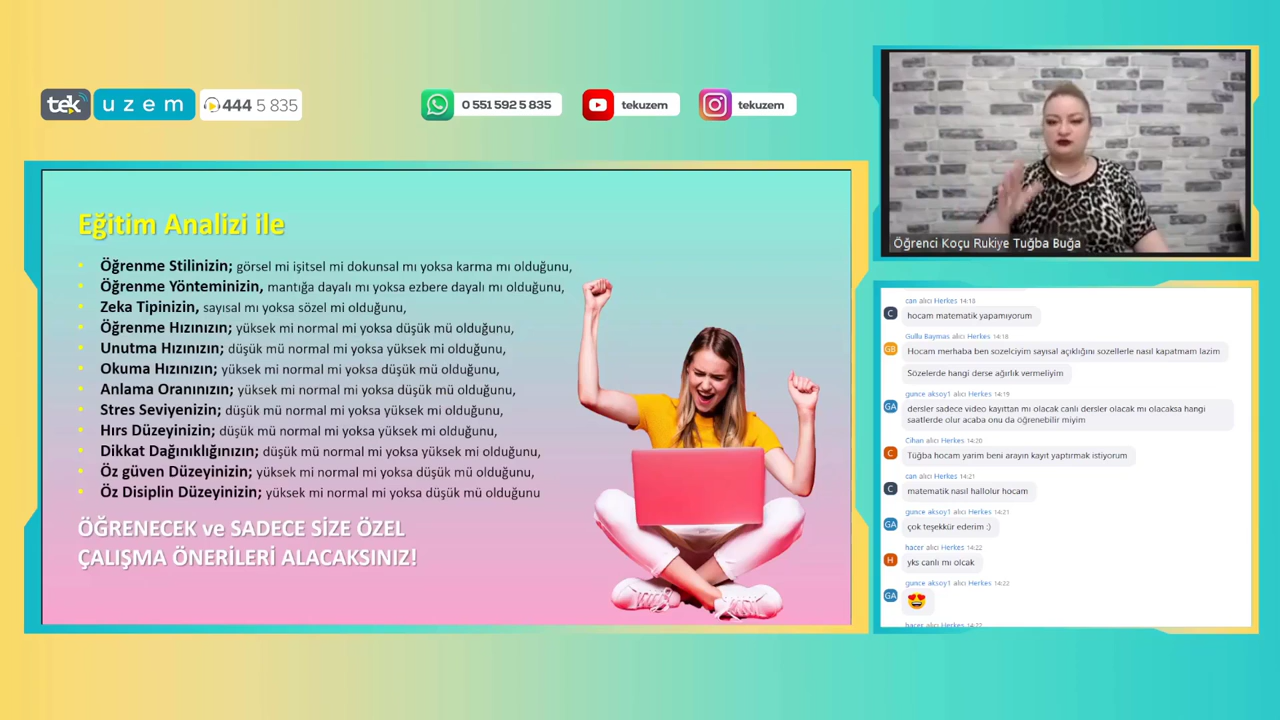 tek uzem 444 5 835
0 551 592 5 835
tekuzem
tekuzem
Eğitim Analizi ile
• Öğrenme Stilinizin; görsel mi işitsel mi dokunsal mı yoksa karma mı olduğunu,
• Öğrenme Yönteminizin, mantığa dayalı mı yoksa ezbere dayalı mı olduğunu,
• Zeka Tipinizin, sayısal mı yoksa sözel mi olduğunu,
• Öğrenme Hızınızın; yüksek mi normal mi yoksa düşük mü olduğunu,
• Unutma Hızınızın; düşük mü normal mi yoksa yüksek mi olduğunu,
• Okuma Hızınızın; yüksek mi normal mi yoksa düşük mü olduğunu,
• Anlama Oranınızın; yüksek mi normal mi yoksa düşük mü olduğunu,
• Stres Seviyenizin; düşük mü normal mi yoksa yüksek mi olduğunu,
• Hırs Düzeyinizin; düşük mü normal mi yoksa yüksek mi olduğunu,
• Dikkat Dağınıklığınızın; düşük mü normal mi yoksa yüksek mi olduğunu,
• Öz güven Düzeyinizin; yüksek mi normal mi yoksa düşük mü olduğunu,
• Öz Disiplin Düzeyinizin; yüksek mi normal mi yoksa düşük mü olduğunu
ÖĞRENECEK ve SADECE SİZE ÖZEL
ÇALIŞMA ÖNERİLERİ ALACAKSINIZ!
Öğrenci Koçu Rukiye Tuğba Buğa
can alıcı Herkes 14:18
C
hocam matematik yapamıyorum
Gullu Baymas alıcı Herkes 14:18
GB
Hocam merhaba ben sozelciyim sayısal açıklığını sozellerle nasıl kapatmam lazim
Sözelerde hangi derse ağırlık vermeliyim
gunce aksoy1 alıcı Herkes 14:19
GA
dersler sadece video kayıttan mı olacak canlı dersler olacak mı olacaksa hangi
saatlerde olur acaba onu da öğrenebilir miyim
Cihan alıcı Herkes 14:20
C
Tüğba hocam yarim beni arayın kayıt yaptırmak istiyorum
can alıcı Herkes 14:21
C
matematik nasıl hallolur hocam
gunce aksoy1 alıcı Herkes 14:21
GA
çok teşekkür ederim :)
hacer alıcı Herkes 14:22
H
yks canli mı olcak
gunce aksoy1 alıcı Herkes 14:22
GA
hacer alıcı Herkes 14:22